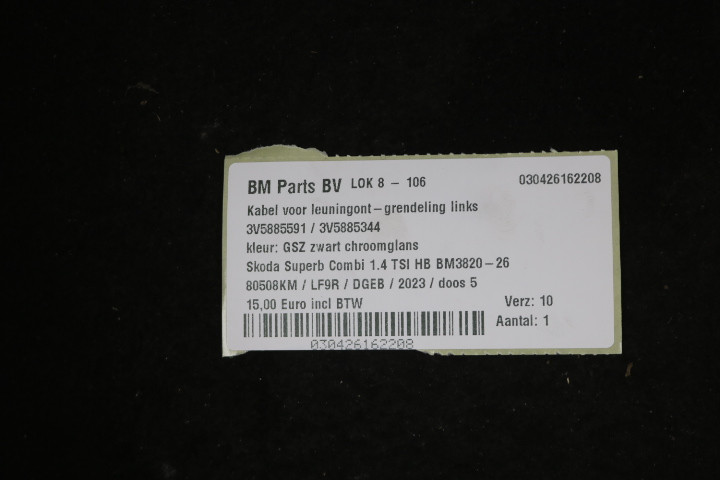 BM Parts BV LOK 8 - 106 030426162208
Kabel voor leuningont-grendeling links
3V5885591 / 3V5885344
kleur: GSZ zwart chroomglans
Skoda Superb Combi 1.4 TSI HB BM3820-26
80508KM / LF9R / DGEB / 2023 / doos 5
15,00 Euro incl BTW Verz: 10
Aantal: 1
030426162208